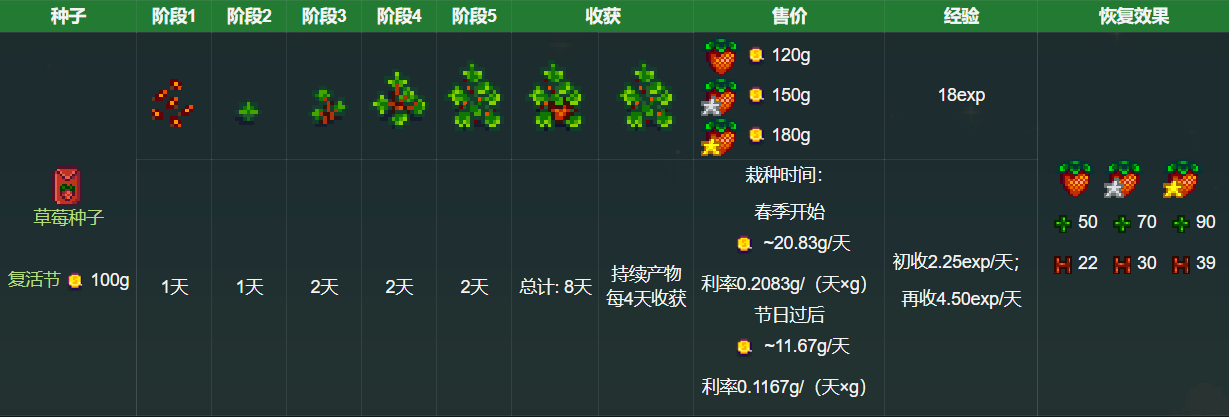 种子 阶段1 阶段2 阶段3 阶段4 阶段5 收获 售价 经验 恢复效果
120g
150g
180g
18exp
草莓种子
复活节 100g
1天 1天 2天 2天 2天
总计: 8天
持续产物
每4天收获
栽种时间：
春季开始
~20.83g/天
利率0.2083g/（天×g）
节日过后
~11.67g/天
利率0.1167g/（天×g）
初收2.25exp/天；
再收4.50exp/天
50 70 90
22 30 39